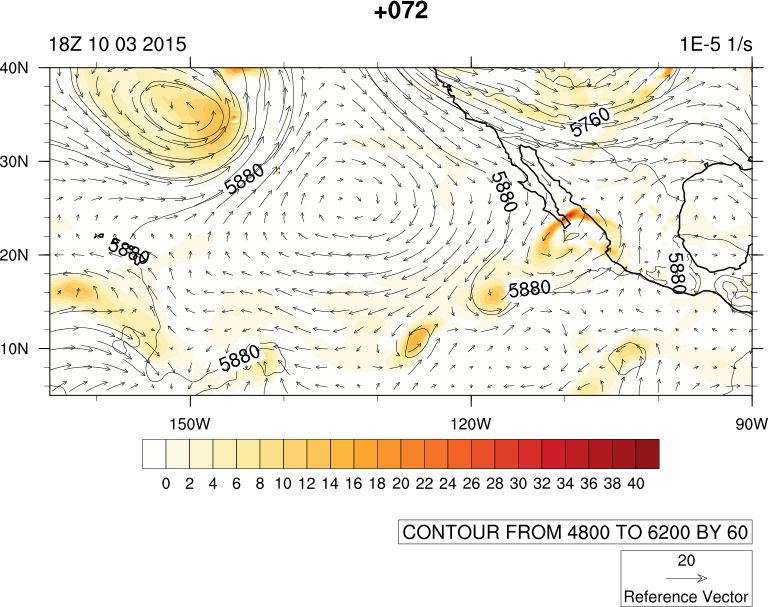 +072
18Z 10 03 2015 1E-5 1/s
40N
5760
30N
5880
5880
5880
20N
5880
5880
10N
5880
150W 120W 90W
0 2 4 6 8 10 12 14 16 18 20 22 24 26 28 30 32 34 36 38 40
CONTOUR FROM 4800 TO 6200 BY 60
20
Reference Vector